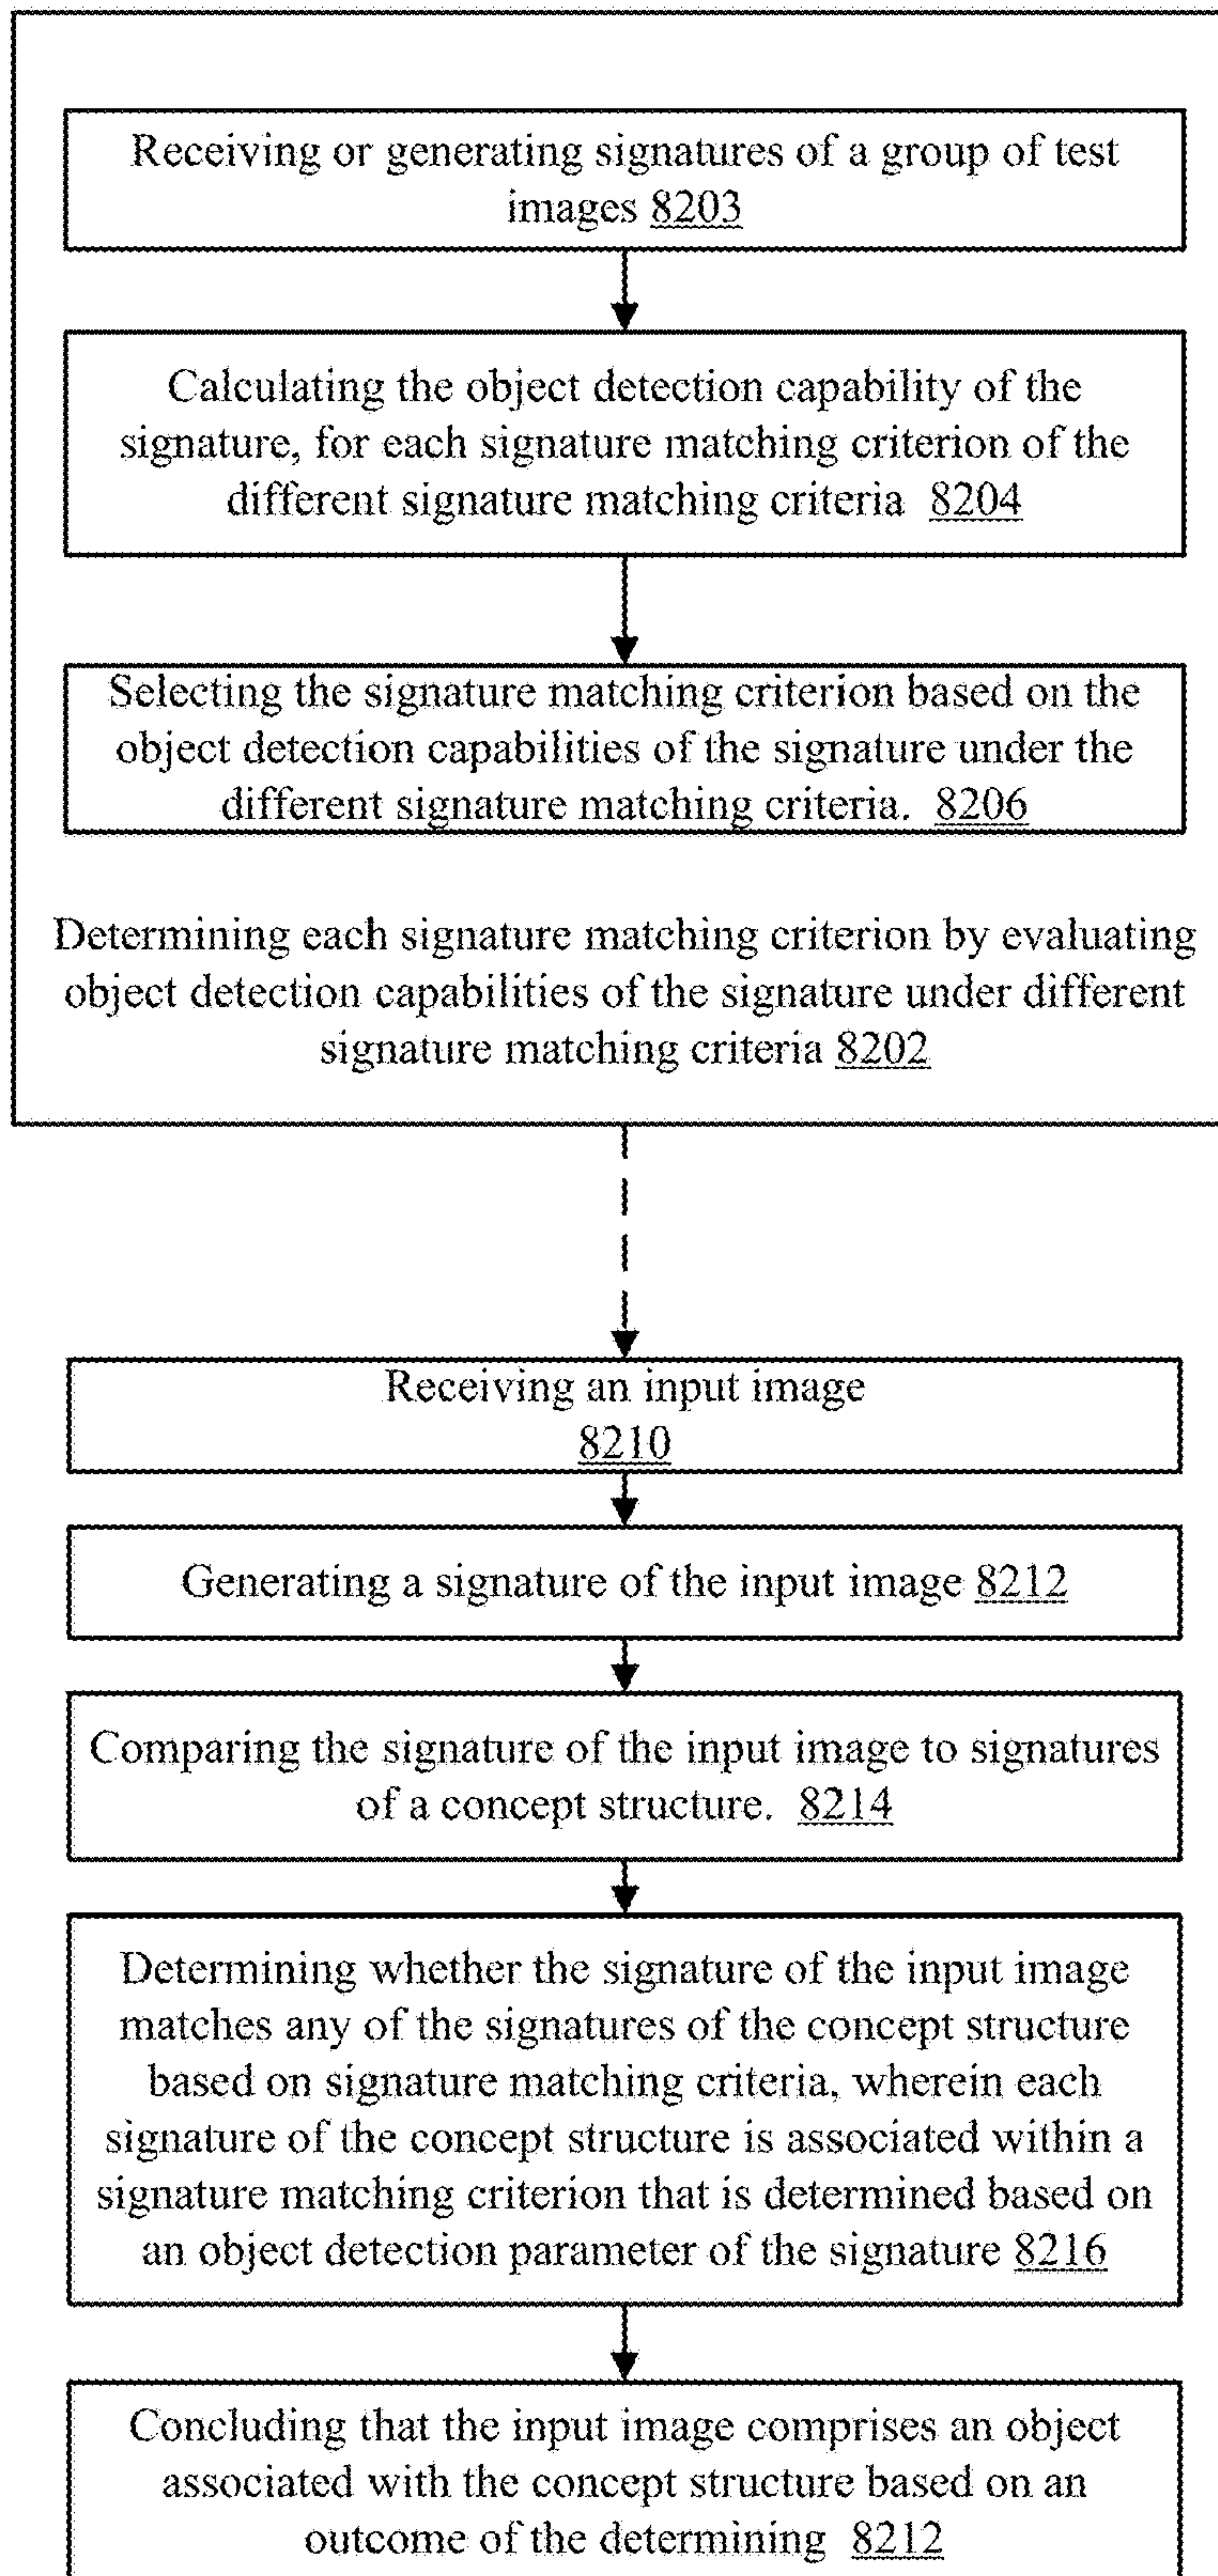 Receiving or generating signatures of a group of test
images 8203
Calculating the object detection capability of the
signature, for each signature matching criterion of the
different signature matching criteria 8204
Selecting the signature matching criterion based on the
object detection capabilities of the signature under the
different signature matching criteria. 8206
Determining each signature matching criterion by evaluating
object detection capabilities of the signature under different
signature matching criteria 8202
Receiving an input image
8210
Generating a signature of the input image 8212
Comparing the signature of the input image to signatures
of a concept structure. 8214
Determining whether the signature of the input image
matches any of the signatures of the concept structure
based on signature matching criteria, wherein each
signature of the concept structure is associated within a
signature matching criterion that is determined based on
an object detection parameter of the signature 8216
Concluding that the input image comprises an object
associated with the concept structure based on an
outcome of the determining 8212